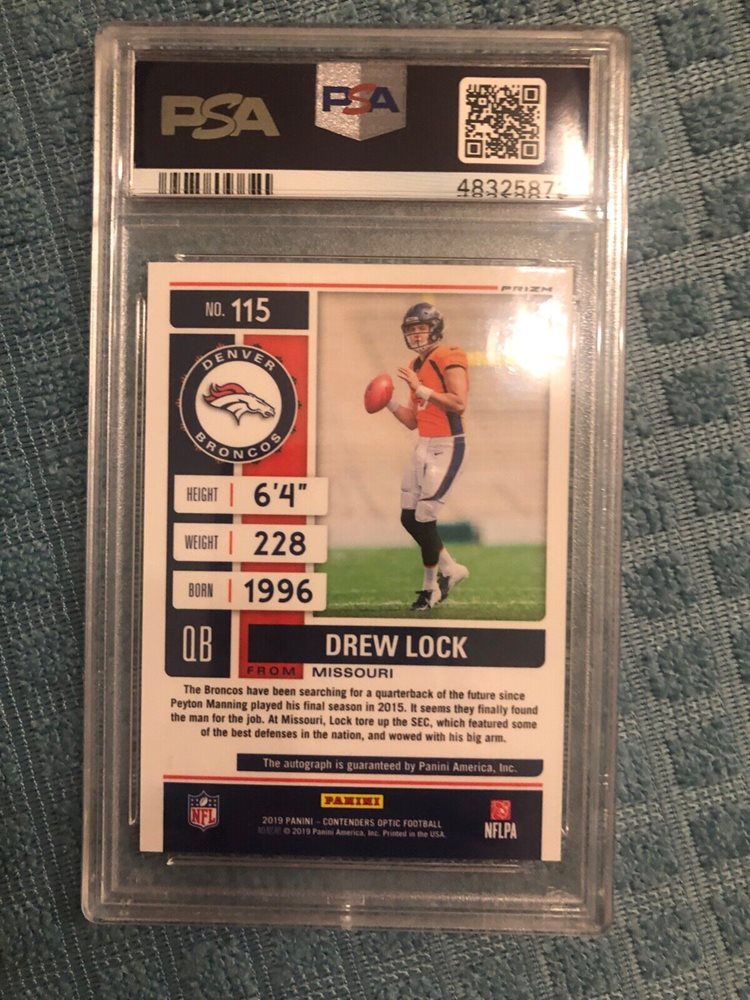 PSA
PSA
48325873
PRIZM
NO. 115
DENVER
BRONCOS
HEIGHT | 6'4"
WEIGHT | 228
BORN | 1996
QB
DREW LOCK
FROM MISSOURI
The Broncos have been searching for a quarterback of the future since
Peyton Manning played his final season in 2015. It seems they finally found
the man for the job. At Missouri, Lock tore up the SEC, which featured some
of the best defenses in the nation, and wowed with his big arm.
The autograph is guaranteed by Panini America, Inc.
NFL
PANINI
2019 PANINI – CONTENDERS OPTIC FOOTBALL
© 2019 Panini America, Inc. Printed in the USA.
NFLPA